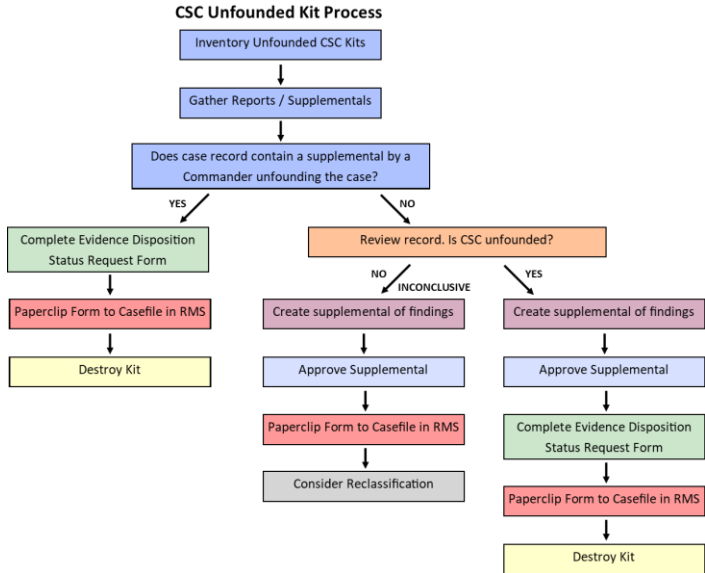 CSC Unfounded Kit Process
Inventory Unfounded CSC Kits
Gather Reports / Supplementals
Does case record contain a supplemental by a
Commander unfounding the case?
YES
NO
Complete Evidence Disposition
Status Request Form
Paperclip Form to Casefile in RMS
Destroy Kit
Review record. Is CSC unfounded?
NO
INCONCLUSIVE
YES
Create supplemental of findings
Approve Supplemental
Paperclip Form to Casefile in RMS
Consider Reclassification
Create supplemental of findings
Approve Supplemental
Complete Evidence Disposition
Status Request Form
Paperclip Form to Casefile in RMS
Destroy Kit